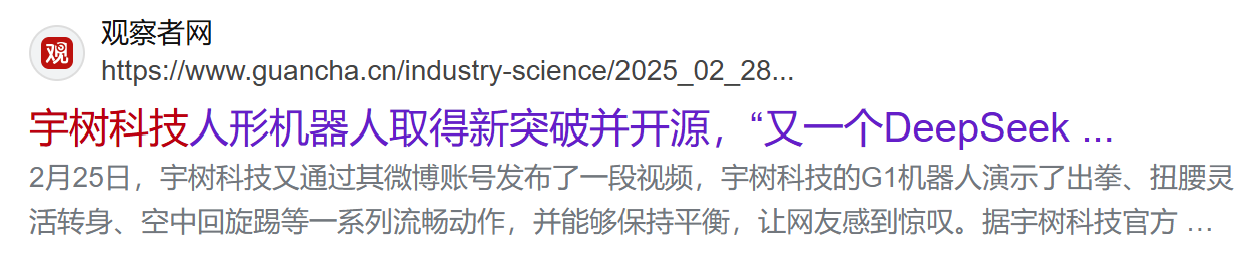 观
观察者网
https://www.guancha.cn/industry-science/2025_02_28...
宇树科技人形机器人取得新突破并开源，“又一个DeepSeek ...
2月25日，宇树科技又通过其微博账号发布了一段视频，宇树科技的G1机器人演示了出拳、扭腰灵
活转身、空中回旋踢等一系列流畅动作，并能够保持平衡，让网友感到惊叹。据宇树科技官方 ...